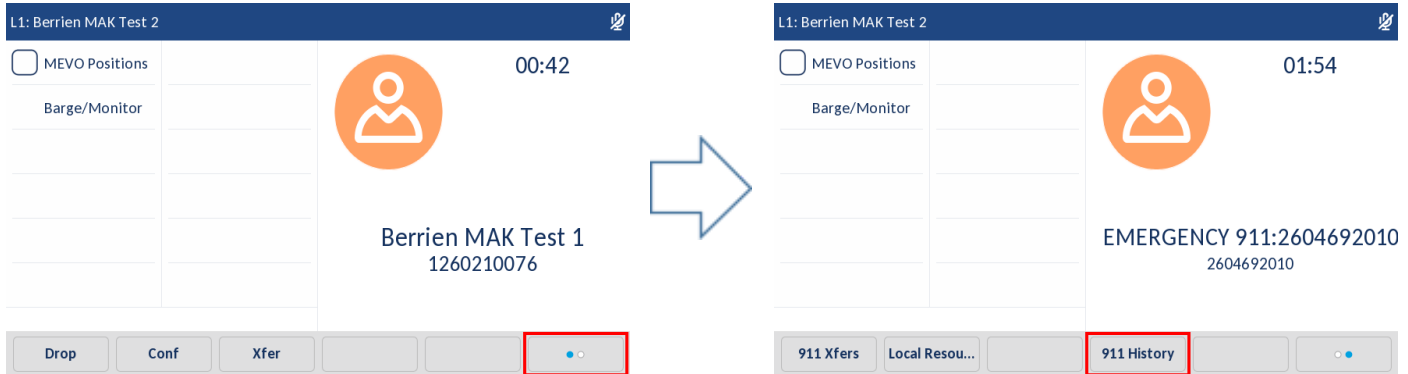 L1: Berrien MAK Test 2
MEVO Positions
00:42
Barge/Monitor
Berrien MAK Test 1
1260210076
Drop Conf Xfer
L1: Berrien MAK Test 2
MEVO Positions
01:54
Barge/Monitor
EMERGENCY 911:2604692010
2604692010
911 Xfers Local Resou... 911 History